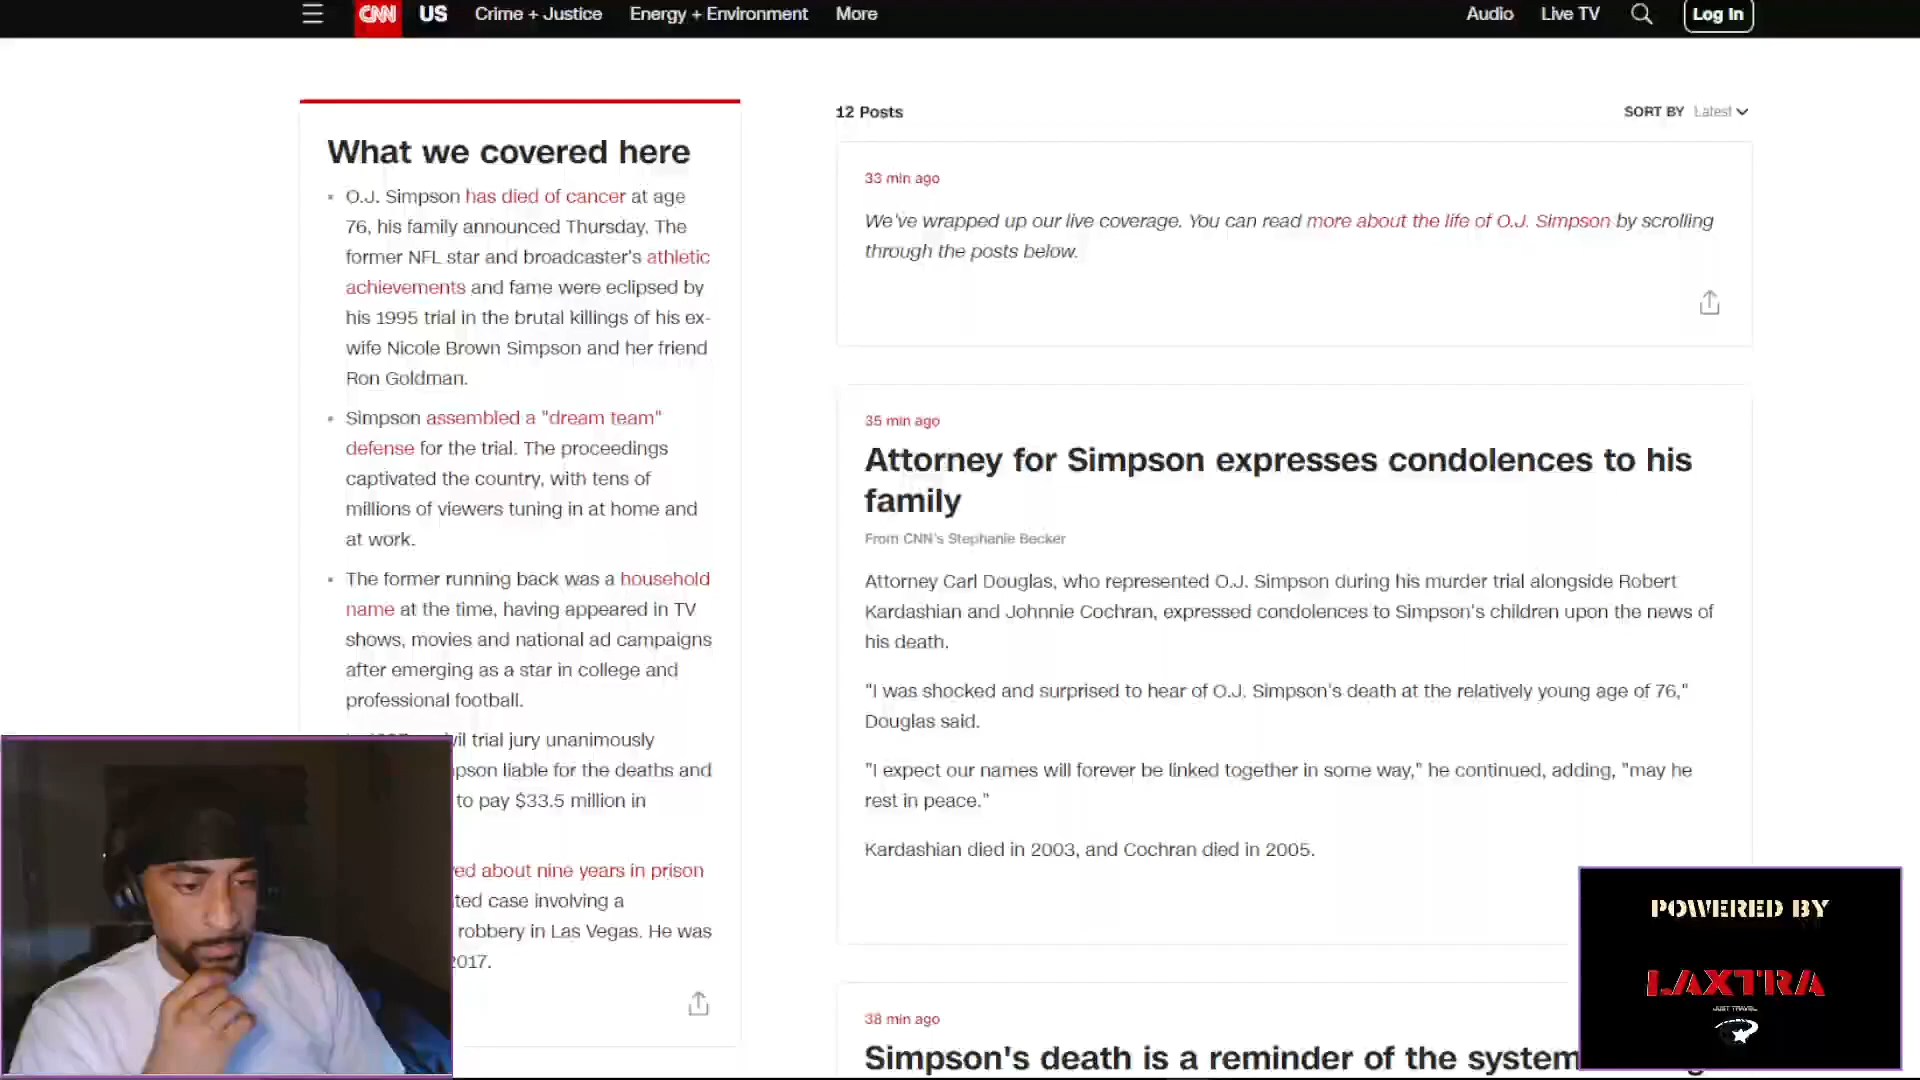 CNN US Crime + Justice Energy + Environment More Audio Live TV Log In
What we covered here
O.J. Simpson has died of cancer at age
76, his family announced Thursday. The
former NFL star and broadcaster's athletic
achievements and fame were eclipsed by
his 1995 trial in the brutal killings of his ex-
wife Nicole Brown Simpson and her friend
Ron Goldman.
Simpson assembled a "dream team"
defense for the trial. The proceedings
captivated the country, with tens of
millions of viewers tuning in at home and
at work.
The former running back was a household
name at the time, having appeared in TV
shows, movies and national ad campaigns
after emerging as a star in college and
professional football.
trial jury unanimously
liable for the deaths and
to pay $33.5 million in
about nine years in prison
case involving a
robbery in Las Vegas. He was
2017.
12 Posts
SORT BY Latest
33 min ago
We've wrapped up our live coverage. You can read more about the life of O.J. Simpson by scrolling
through the posts below.
35 min ago
Attorney for Simpson expresses condolences to his
family
From CNN's Stephanie Becker
Attorney Carl Douglas, who represented O.J. Simpson during his murder trial alongside Robert
Kardashian and Johnnie Cochran, expressed condolences to Simpson's children upon the news of
his death.
"I was shocked and surprised to hear of O.J. Simpson's death at the relatively young age of 76,"
Douglas said.
"I expect our names will forever be linked together in some way," he continued, adding, "may he
rest in peace."
Kardashian died in 2003, and Cochran died in 2005.
38 min ago
Simpson's death is a reminder of the system
POWERED BY
LAXTRA
JUST TRAVEL